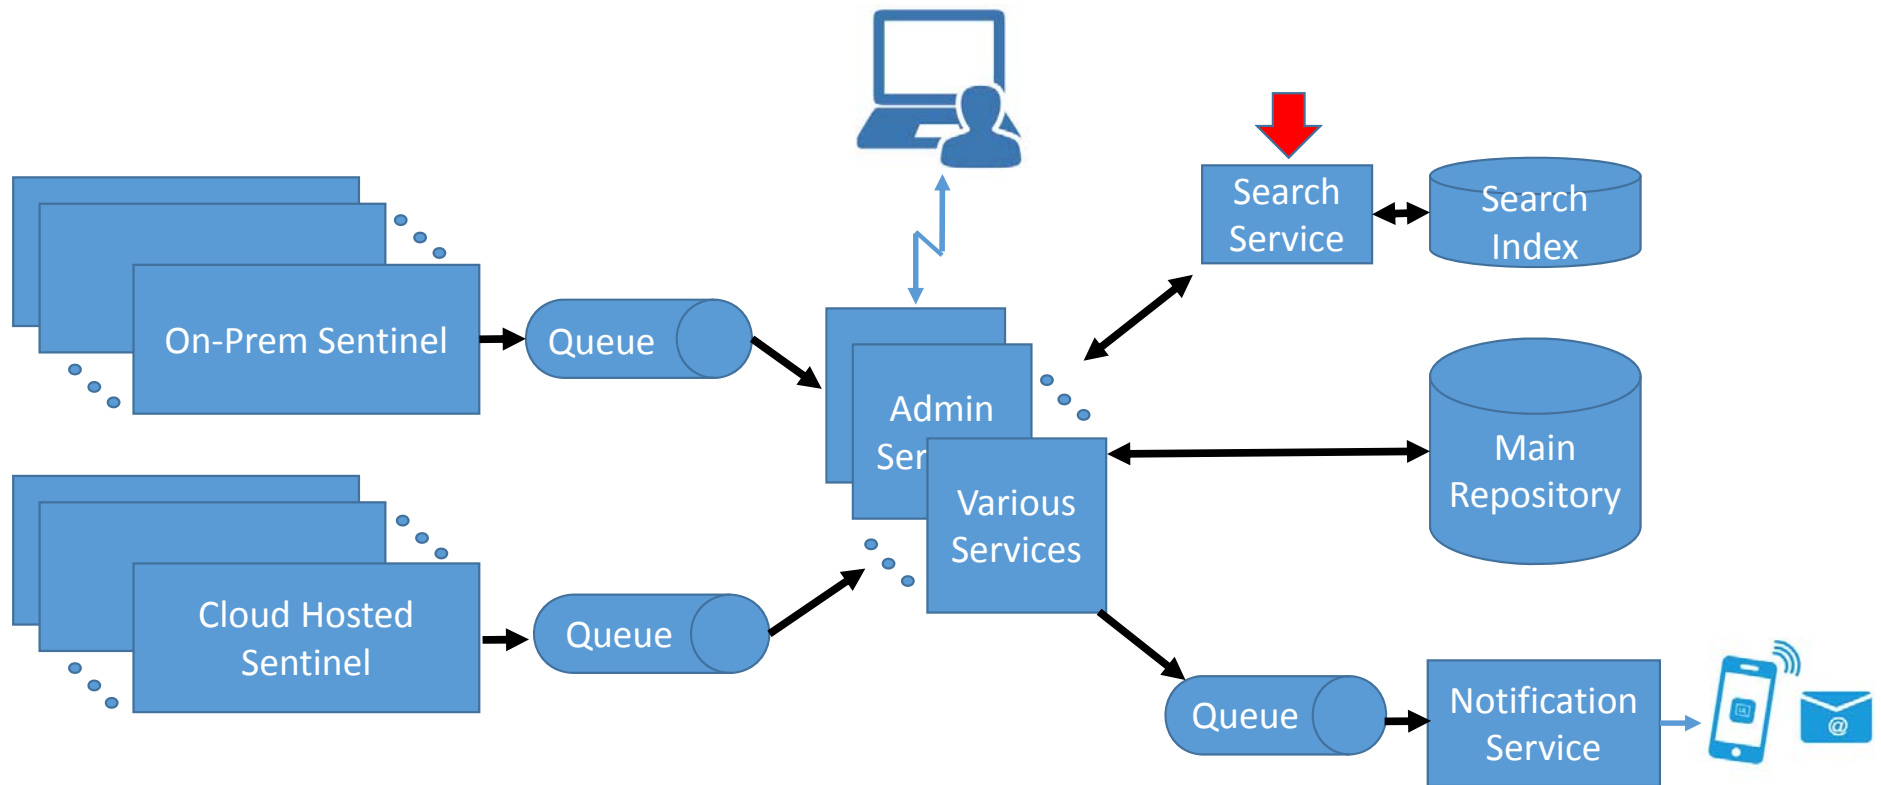 Search
Service
Search
Index
On-Prem Sentinel
Queue
Admin
Ser
Various
Services
Main
Repository
Cloud Hosted
Sentinel
Queue
Queue
Notification
Service
@